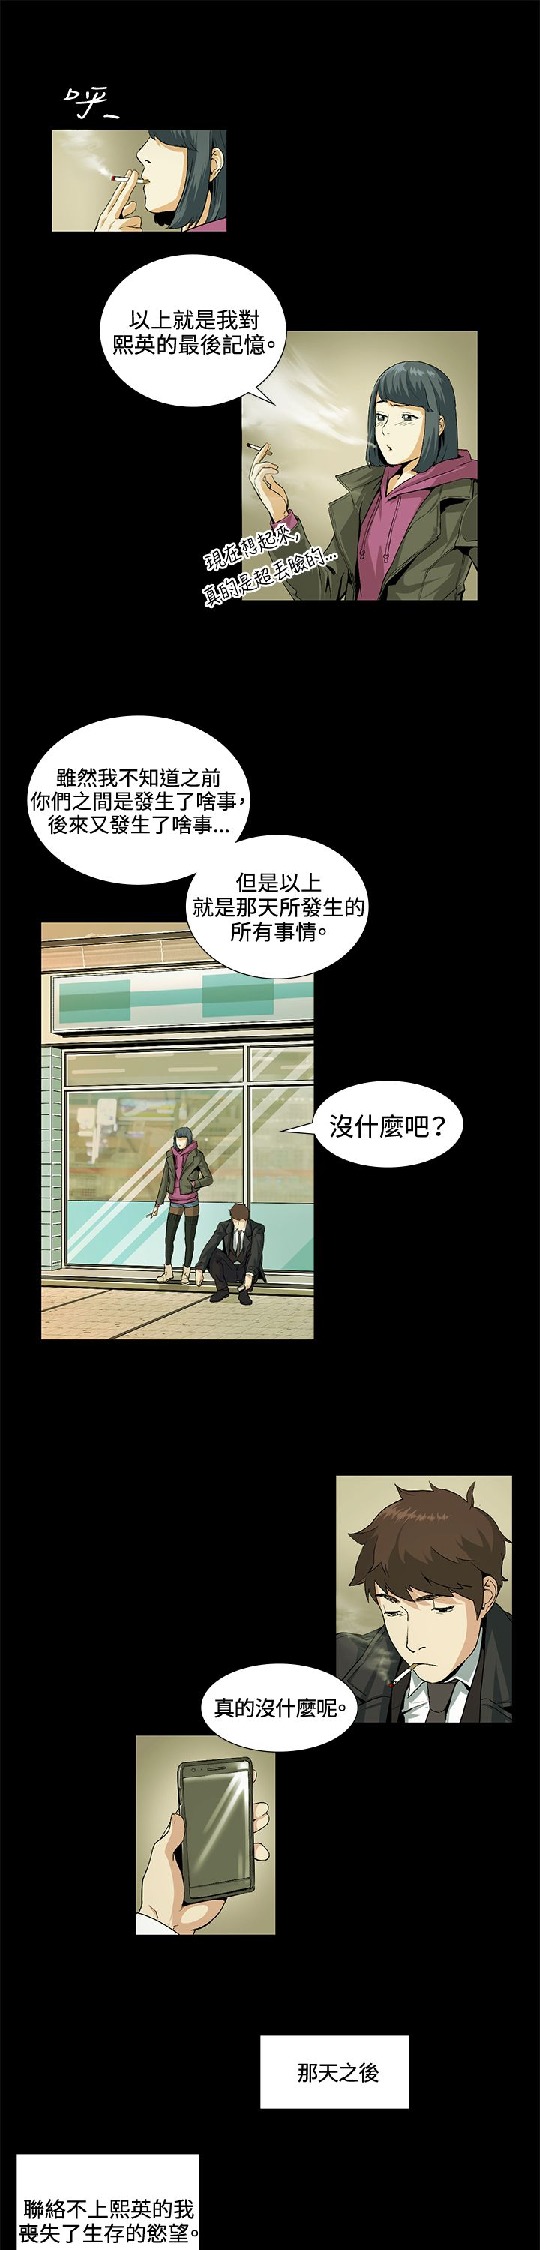 呼_
以上就是我對
熙英的最後記憶。
現在想起來,
真的是超丟臉的...
雖然我不知道之前
你們之間是發生了啥事,
後來又發生了啥事...
但是以上
就是那天所發生的
所有事情。
沒什麼吧?
真的沒什麼呢。
那天之後
聯絡不上熙英的我
喪失了生存的慾望。